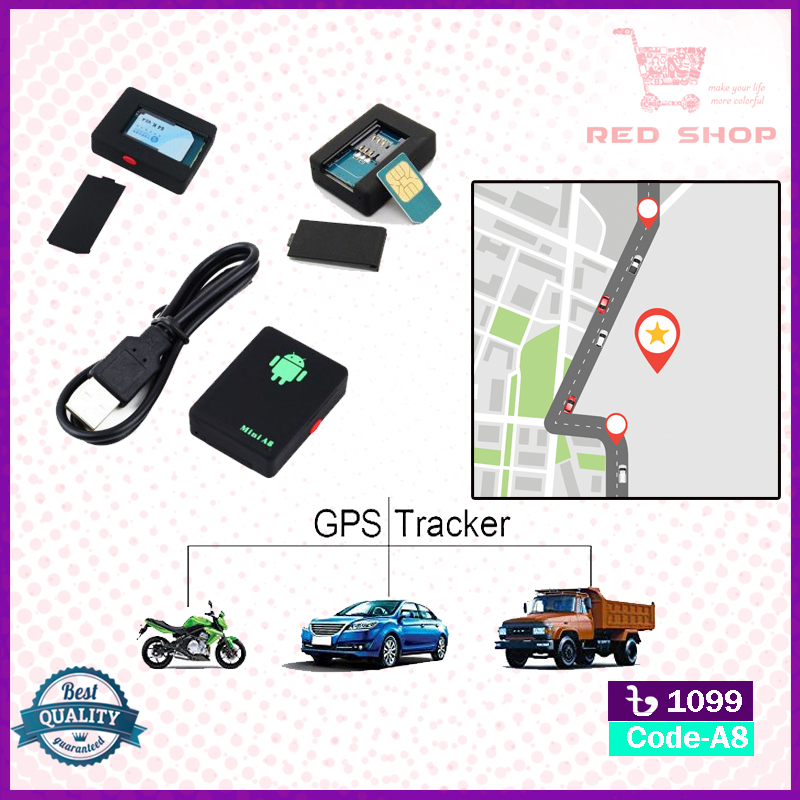 make your life
more colorful
RED SHOP
Mini A8
GPS Tracker
Best
QUALITY
guaranteed
৳ 1099
Code-A8